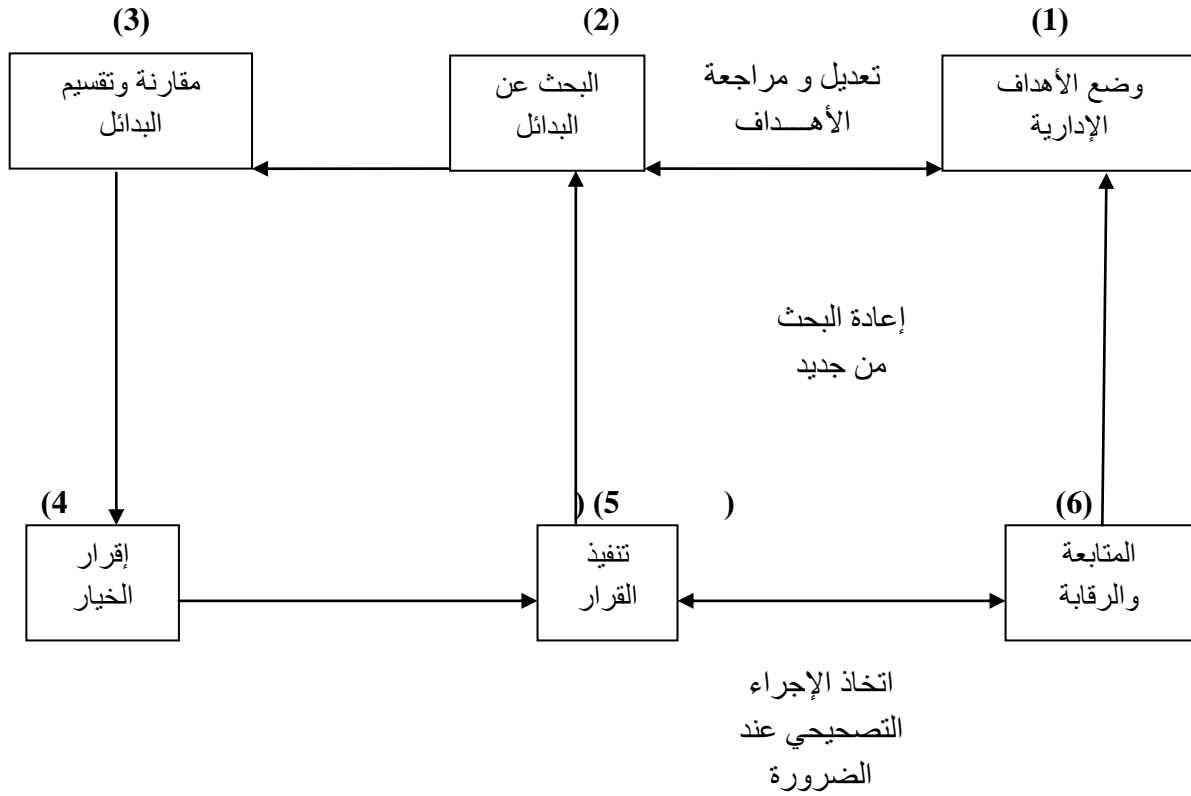 (1)
وضع الأهداف
الإدارية
تعديل و مراجعة
الأهـــــداف
(2)
البحث عن
البدائل
(3)
مقارنة وتقسيم
البدائل
إعادة البحث
من جديد
(4
إقرار
الخيار
) (5 )
تنفيذ
القرار
(6)
المتابعة
والرقابة
اتخاذ الإجراء
التصحيحي عند
الضرورة